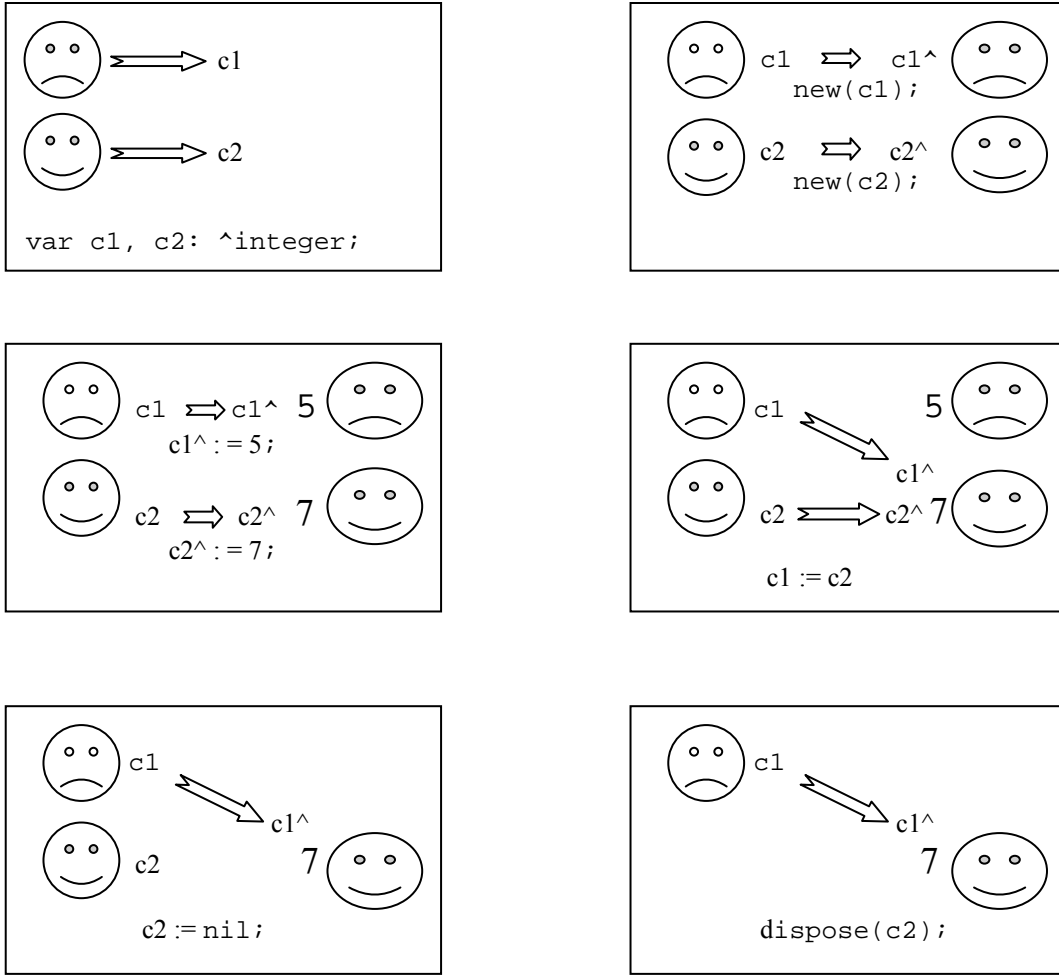 c1
c2
var c1, c2: ^integer;
c1 c1^
new(c1);
c2 c2^
new(c2);
c1 c1^ 5
c1^ : = 5;
c2 c2^ 7
c2^ : = 7;
c1 5
c1^
c2 c2^ 7
c1 := c2
c1
c1^
c2 7
c2 := nil;
c1
c1^
7
dispose(c2);